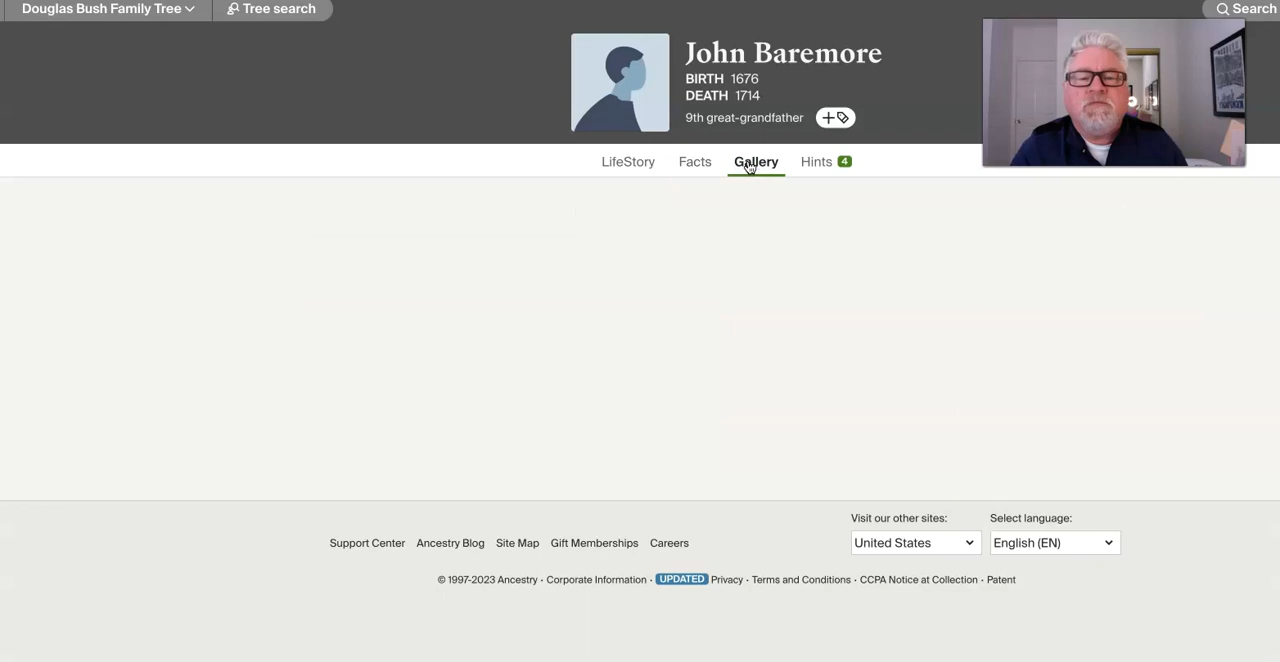 Douglas Bush Family Tree
Tree search
Search
John Baremore
BIRTH 1676
DEATH 1714
9th great-grandfather
LifeStory Facts Gallery Hints 4
Visit our other sites: Select language:
Support Center Ancestry Blog Site Map Gift Memberships Careers United States English (EN)
© 1997-2023 Ancestry · Corporate Information · UPDATED Privacy · Terms and Conditions · CCPA Notice at Collection · Patent